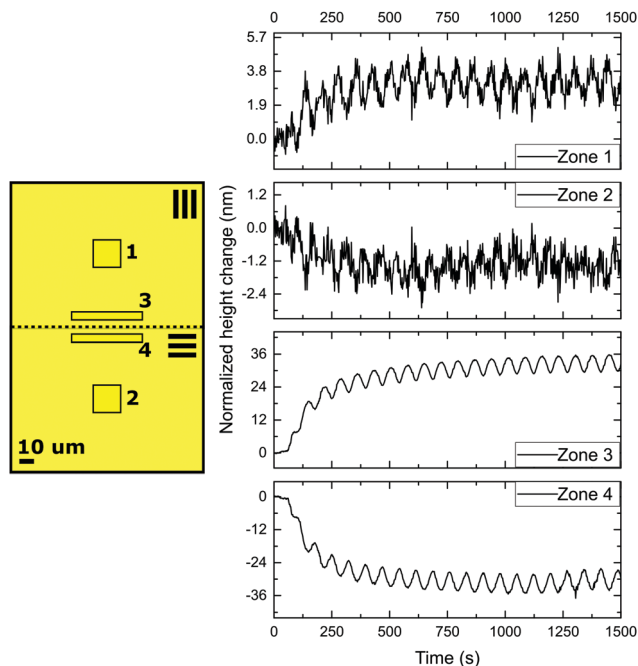 0 250 500 750 1000 1250 1500
5.7
3.8
1.9
0.0
Zone 1
1.2
0.0
-1.2
-2.4
Zone 2
36
24
12
0
Zone 3
0
-12
-24
-36
Zone 4
0 250 500 750 1000 1250 1500
Time (s)
Normalized height change (nm)
1
3
4
2
10 um